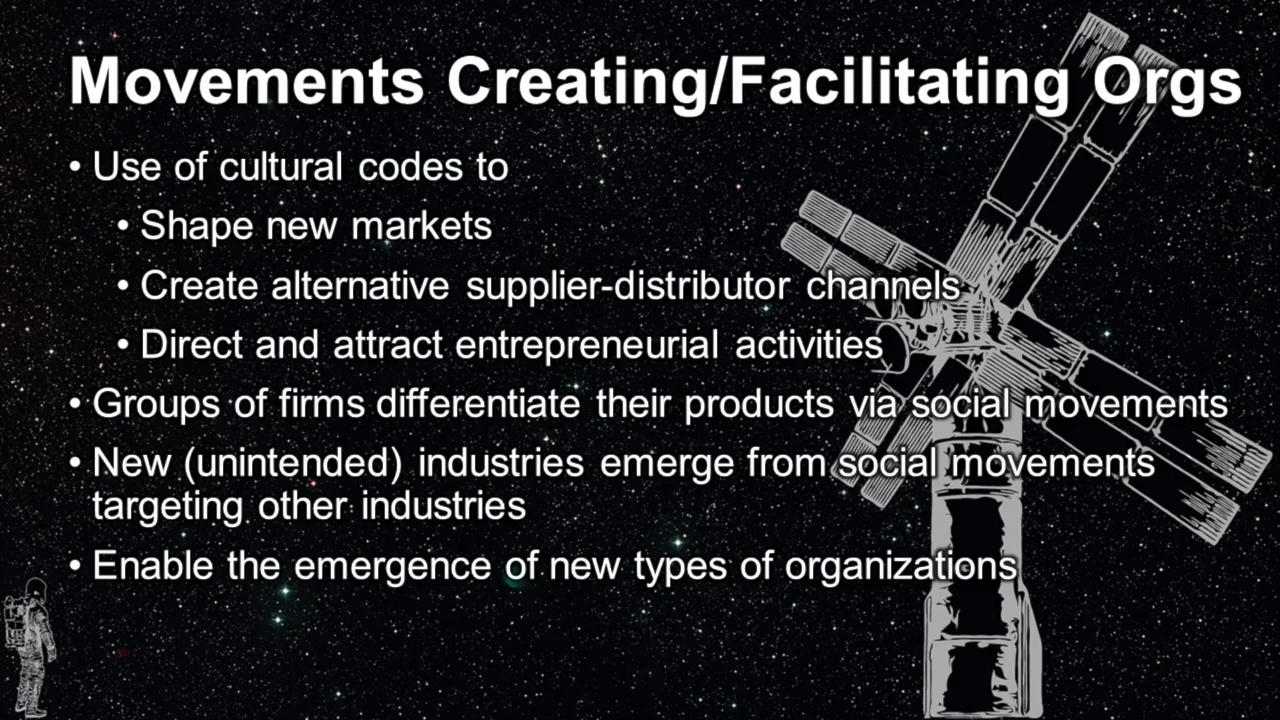 Movements Creating/Facilitating Orgs
• Use of cultural codes to
• Shape new markets
• Create alternative supplier-distributor channels
• Direct and attract entrepreneurial activities
• Groups of firms differentiate their products via social movements
• New (unintended) industries emerge from social movements
targeting other industries
• Enable the emergence of new types of organizations